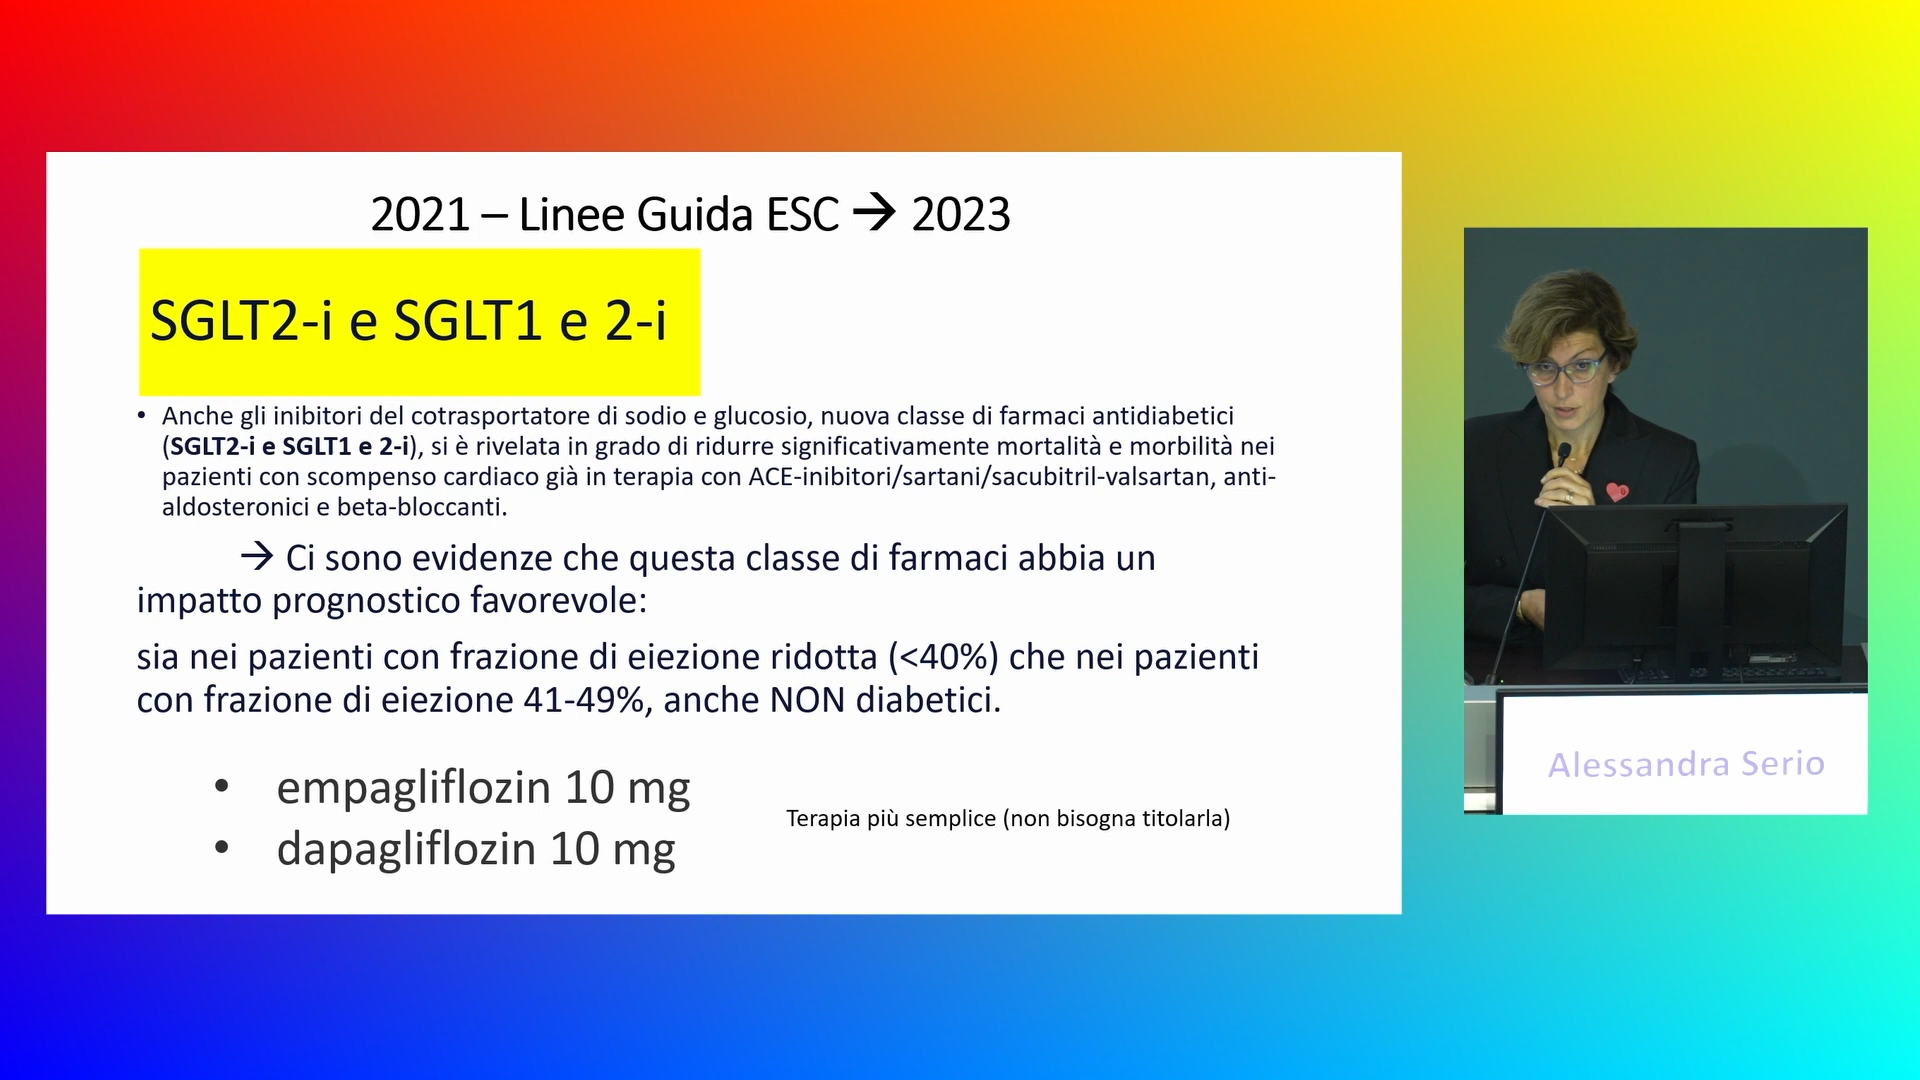 2021 – Linee Guida ESC → 2023
SGLT2-i e SGLT1 e 2-i
• Anche gli inibitori del cotrasportatore di sodio e glucosio, nuova classe di farmaci antidiabetici
(SGLT2-i e SGLT1 e 2-i), si è rivelata in grado di ridurre significativamente mortalità e morbilità nei
pazienti con scompenso cardiaco già in terapia con ACE-inibitori/sartani/sacubitril-valsartan, anti-
aldosteronici e beta-bloccanti.
→ Ci sono evidenze che questa classe di farmaci abbia un
impatto prognostico favorevole:
sia nei pazienti con frazione di eiezione ridotta (<40%) che nei pazienti
con frazione di eiezione 41-49%, anche NON diabetici.
• empagliflozin 10 mg
• dapagliflozin 10 mg
Terapia più semplice (non bisogna titolarla)
Alessandra Serio